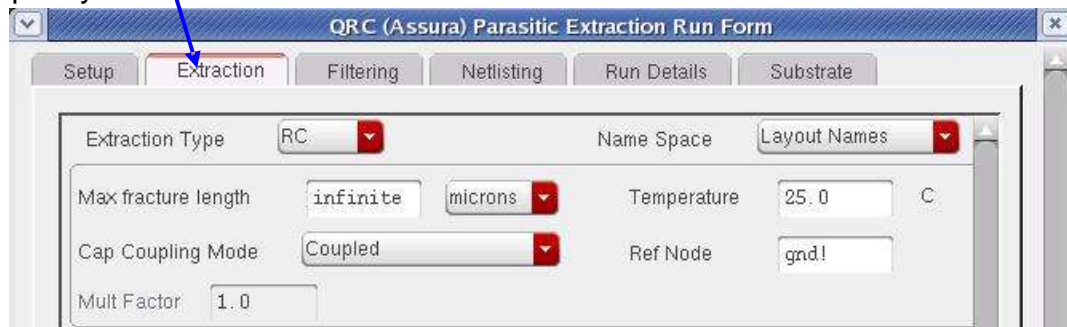 QRC (Assura) Parasitic Extraction Run Form
Setup Extraction Filtering Netlisting Run Details Substrate
Extraction Type RC Name Space Layout Names
Max fracture length infinite microns Temperature 25.0 C
Cap Coupling Mode Coupled Ref Node gnd!
Mult Factor 1.0